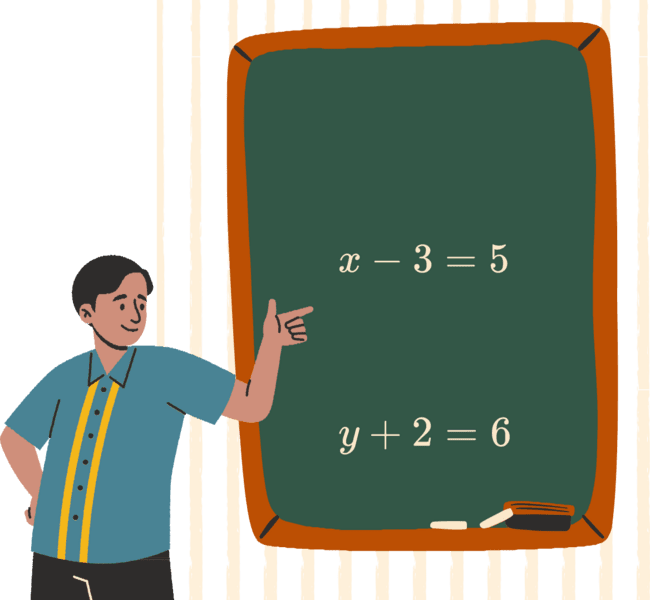 x − 3 = 5
y + 2 = 6